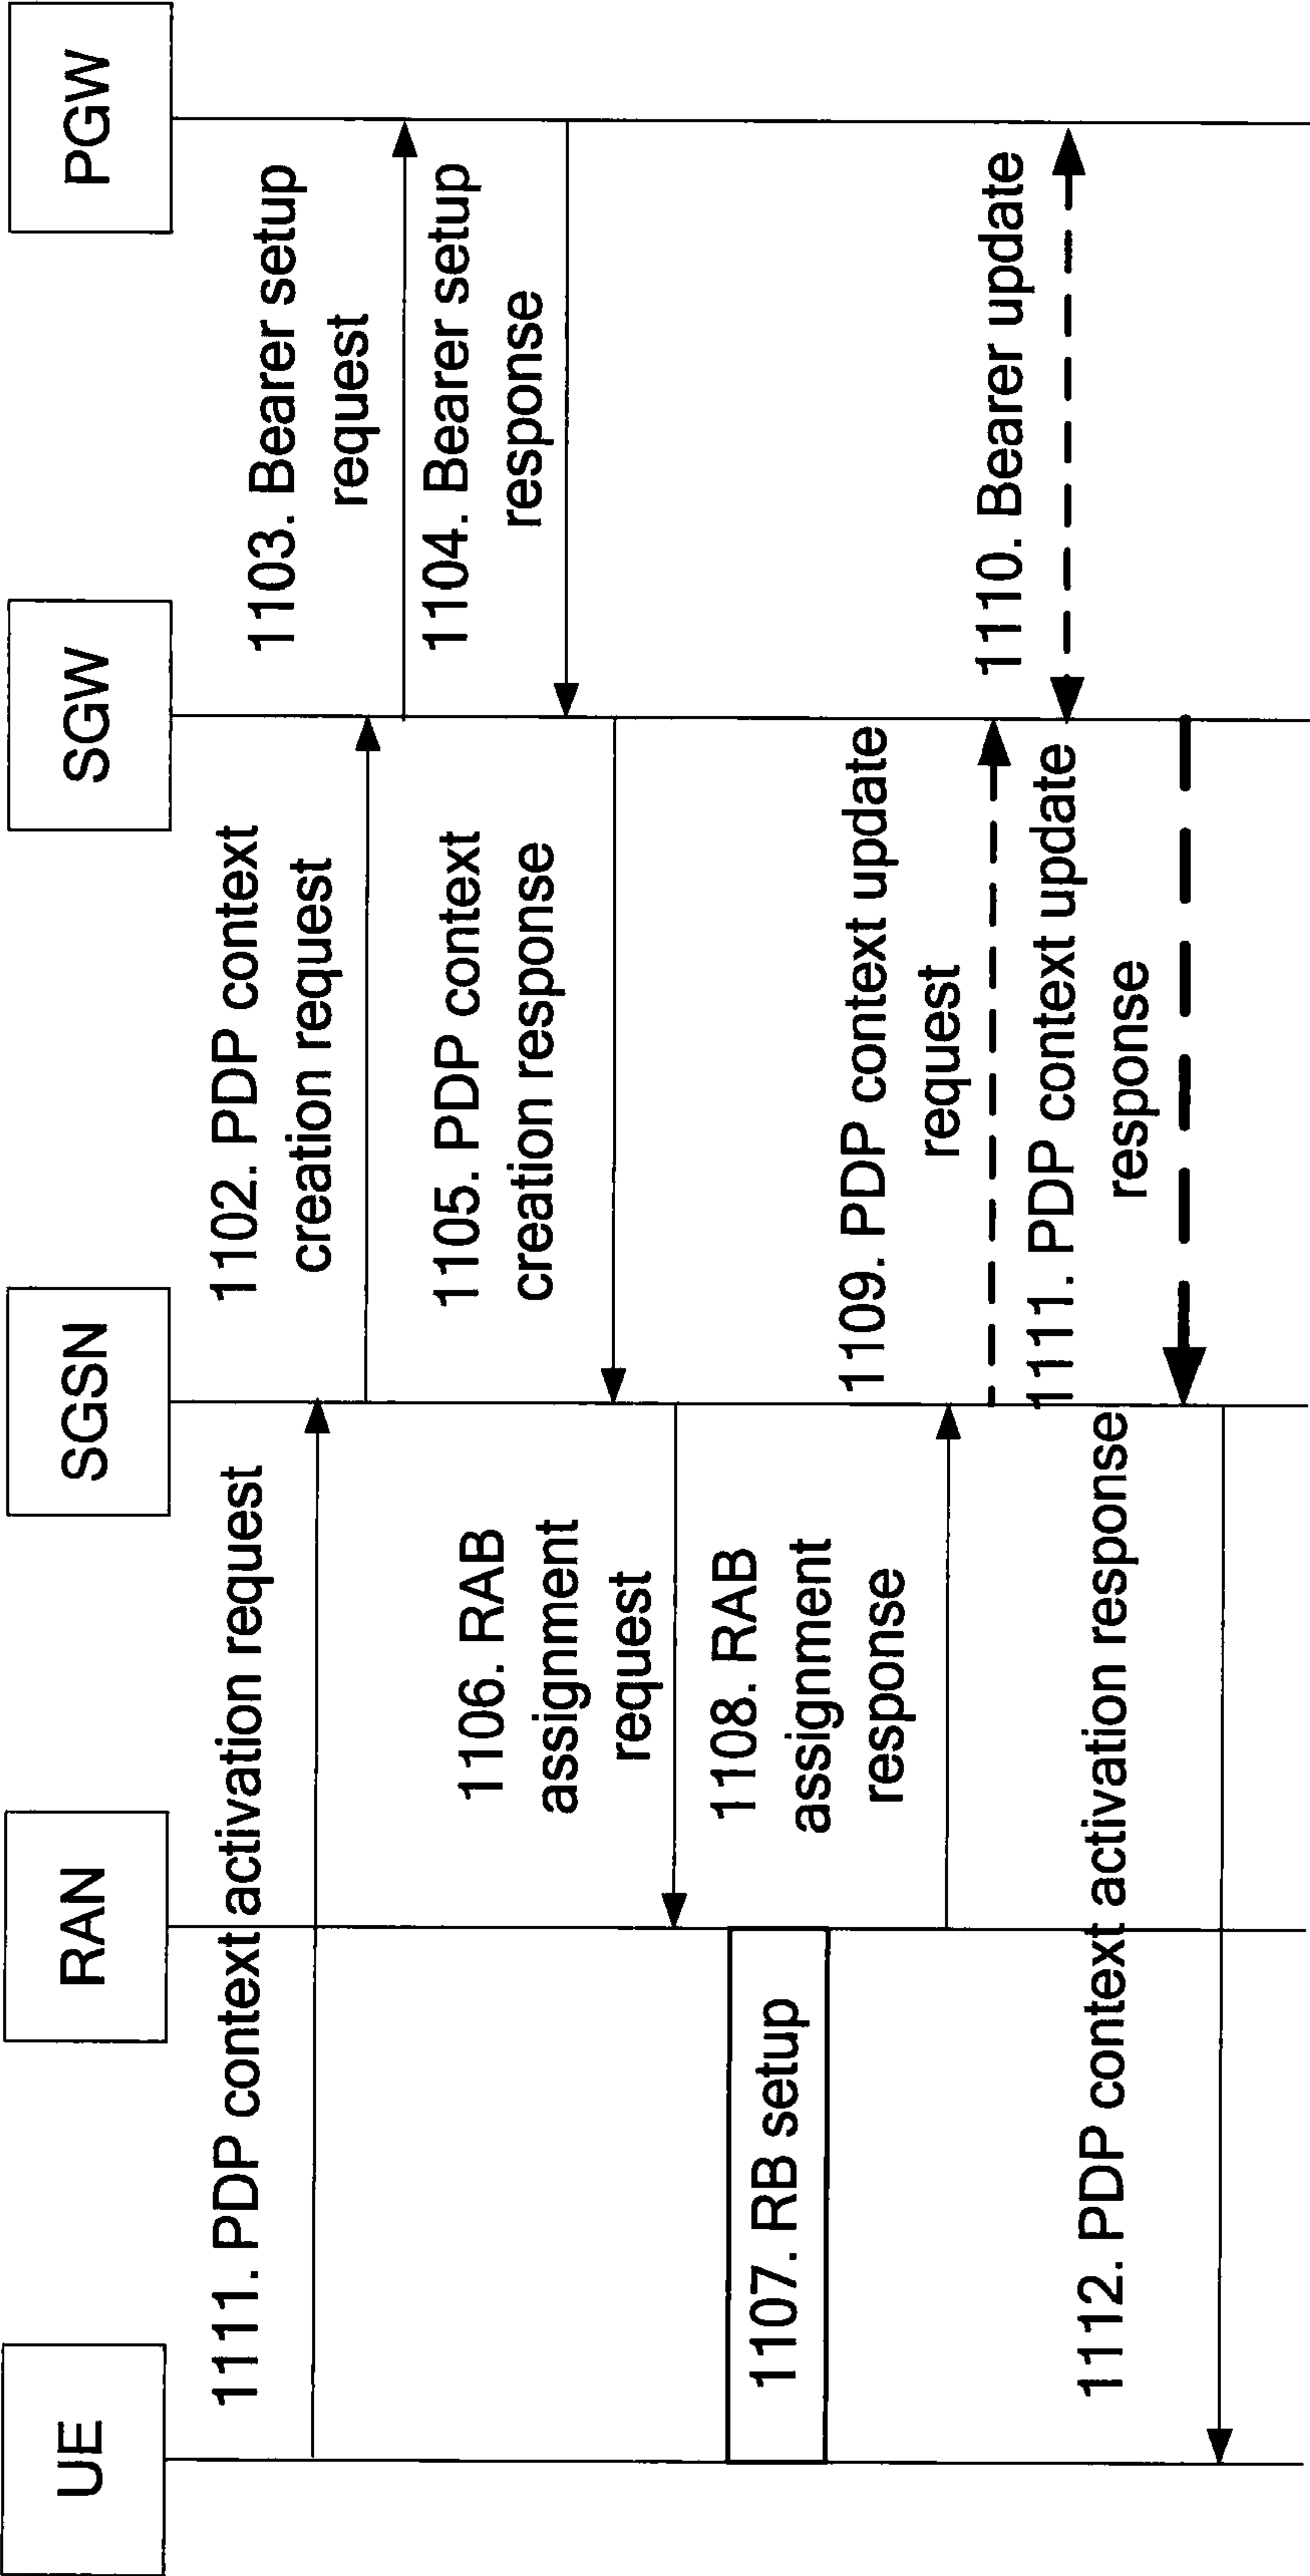 UE
RAN
SGSN
SGW
PGW
1111. PDP context activation request
1102. PDP context
creation request
1103. Bearer setup
request
1104. Bearer setup
response
1105. PDP context
creation response
1106. RAB
assignment
request
1107. RB setup
1108. RAB
assignment
response
1109. PDP context update
request
1110. Bearer update
1111. PDP context update
response
1112. PDP context activation response